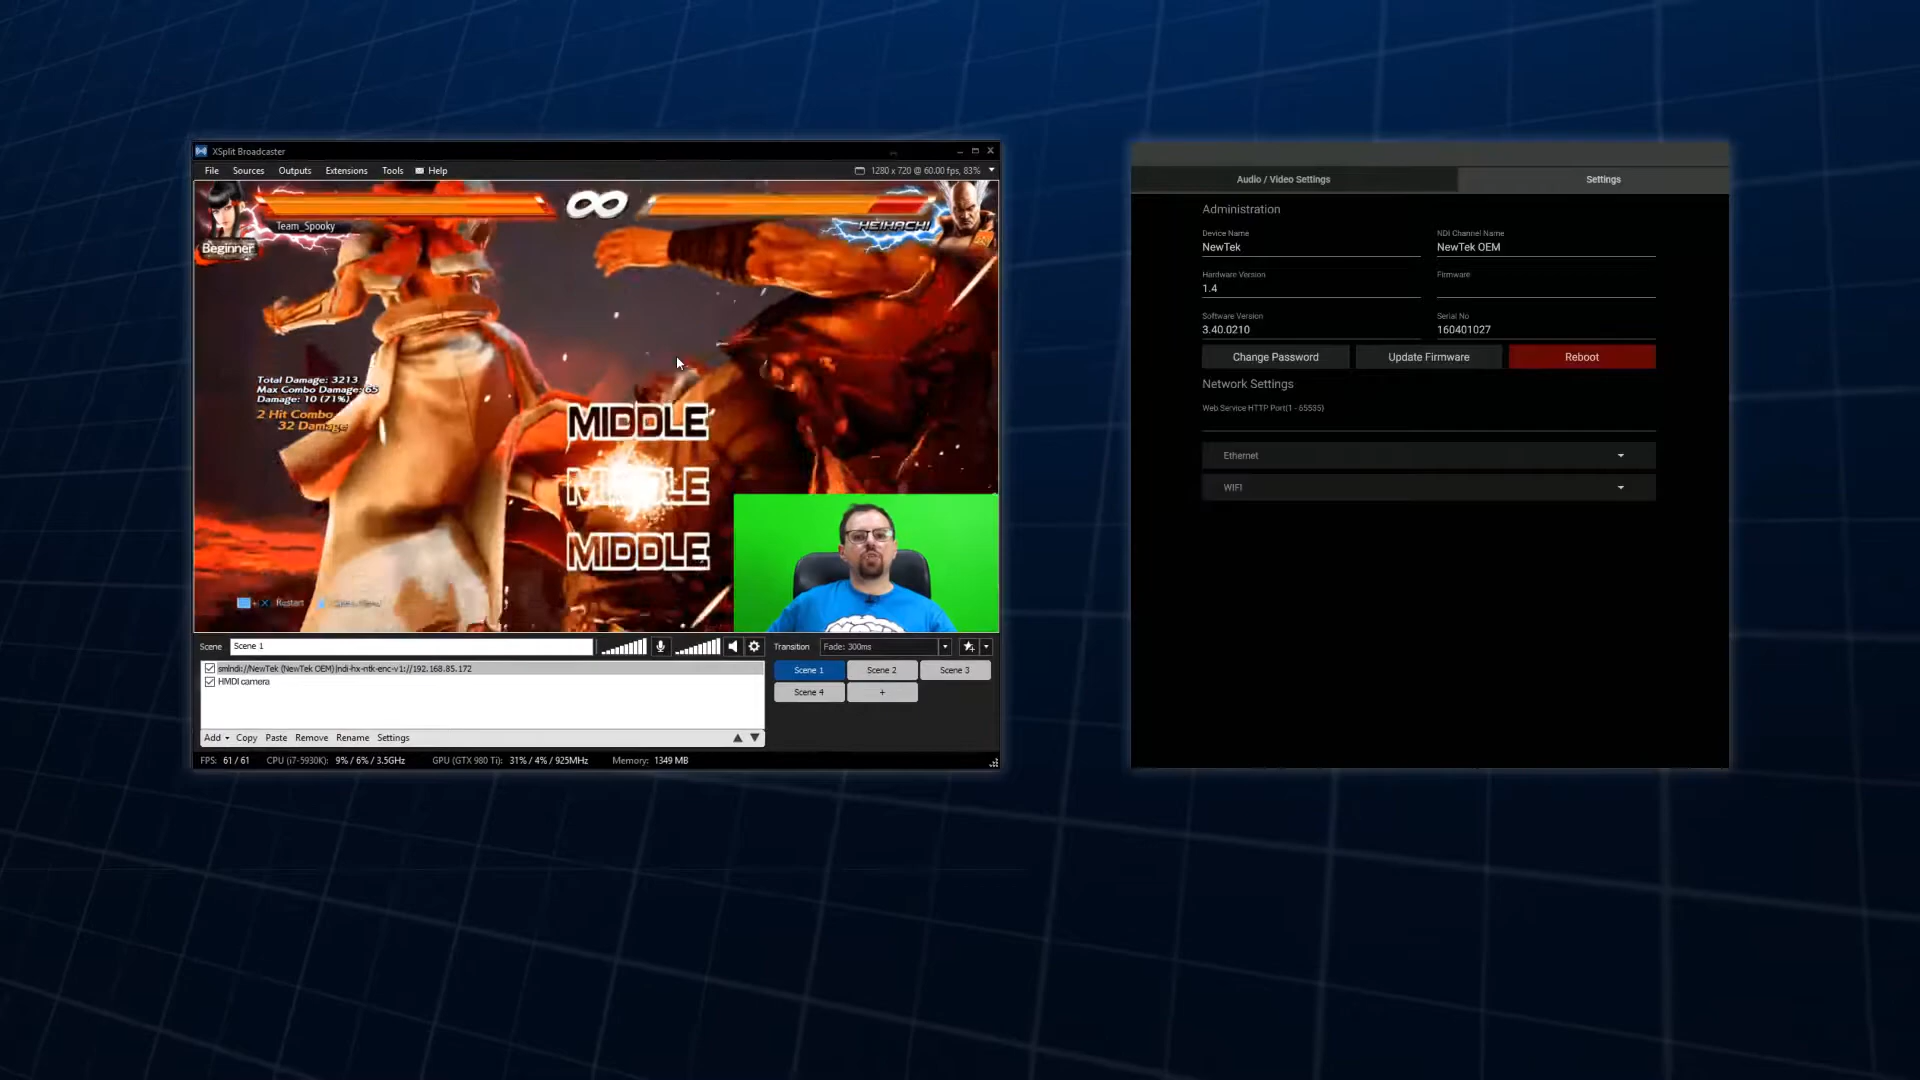 XSplit Broadcaster
File Sources Outputs Extensions Tools Help
1280 x 720 @ 60.00 fps, 83%
Team_Spooky
HEIHACHI
Beginner
Total Damage: 3213
Max Combo Damage: 65
Damage: 10 (71%)
2 Hit Combo
32 Damage
MIDDLE
MIDDLE
MIDDLE
Restart
Scene Scene 1
Transition Fade: 300ms
smlndi://NewTek (NewTek OEM)|ndi-hx-ntk-enc-v1://192.168.85.172
HMDI camera
Scene 1 Scene 2 Scene 3
Scene 4 +
Add Copy Paste Remove Rename Settings
FPS: 61 / 61 CPU (i7-5930K): 9% / 6% / 3.5GHz GPU (GTX 980 Ti): 31% / 4% / 925MHz Memory: 1349 MB
Audio / Video Settings Settings
Administration
Device Name NDI Channel Name
NewTek NewTek OEM
Hardware Version Firmware
1.4
Software Version Serial No
3.40.0210 160401027
Change Password Update Firmware Reboot
Network Settings
Web Service HTTP Port(1 - 65535)
Ethernet
WIFI